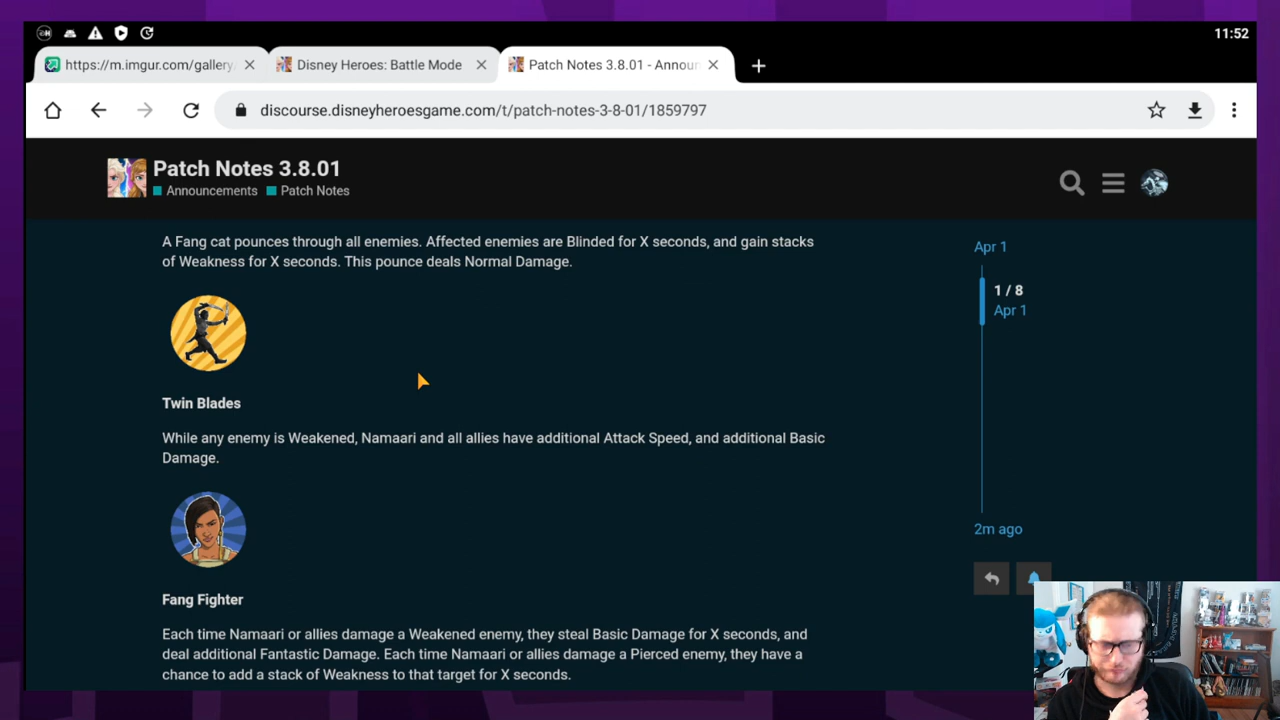 11:52
https://m.imgur.com/gallery
Disney Heroes: Battle Mode
Patch Notes 3.8.01 - Announ
discourse.disneyheroesgame.com/t/patch-notes-3-8-01/1859797
Patch Notes 3.8.01
Announcements Patch Notes
A Fang cat pounces through all enemies. Affected enemies are Blinded for X seconds, and gain stacks
of Weakness for X seconds. This pounce deals Normal Damage.
Apr 1
1 / 8
Apr 1
Twin Blades
While any enemy is Weakened, Namaari and all allies have additional Attack Speed, and additional Basic
Damage.
2m ago
Fang Fighter
Each time Namaari or allies damage a Weakened enemy, they steal Basic Damage for X seconds, and
deal additional Fantastic Damage. Each time Namaari or allies damage a Pierced enemy, they have a
chance to add a stack of Weakness to that target for X seconds.